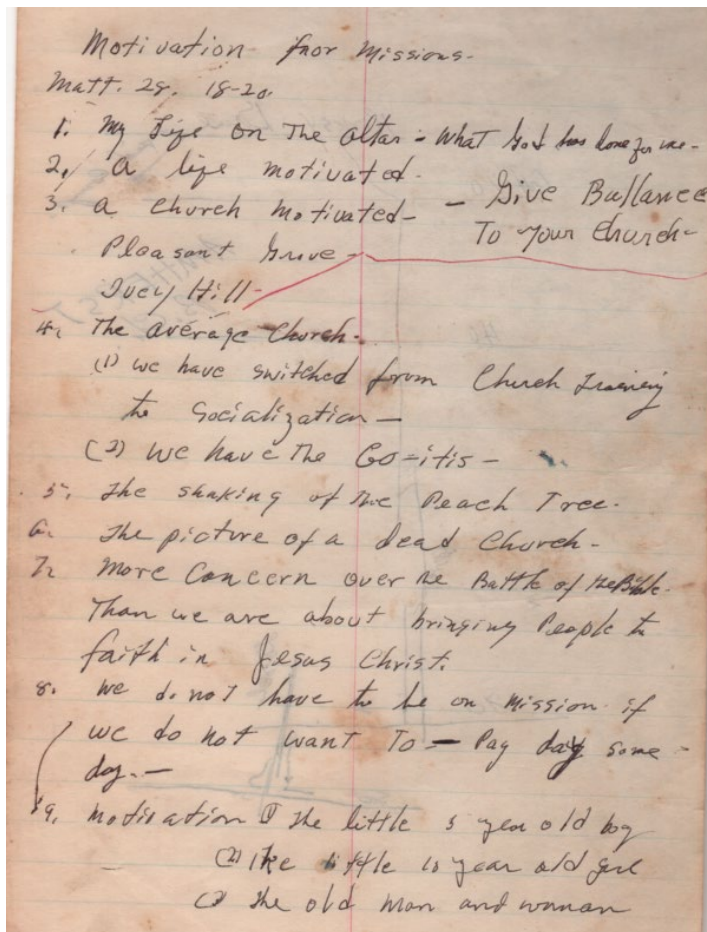 Motivation fnor Missions-
Matt. 28. 18-20.
1. My Life on The altar - What God has done for me-
2. a life motivated-
3. a church motivated- - Give Ballance
To your Church-
Pleasant Grove-
Ivey Hill-
4. The average Church-
(1) we have switched from Church Training
to Socialization-
(2) we have The Go-itis-
5. The shaking of The Peach Tree.
6. The picture of a dead Church-
7. More Concern over the Battle of the Bible.
Than we are about bringing People to
faith in Jesus Christ.
8. we do not have to be on mission if
we do not want To - Pay day some-
day.-
9. motivation (1) The little 5 year old boy
(2) The little 10 year old girl
(3) The old man and woman